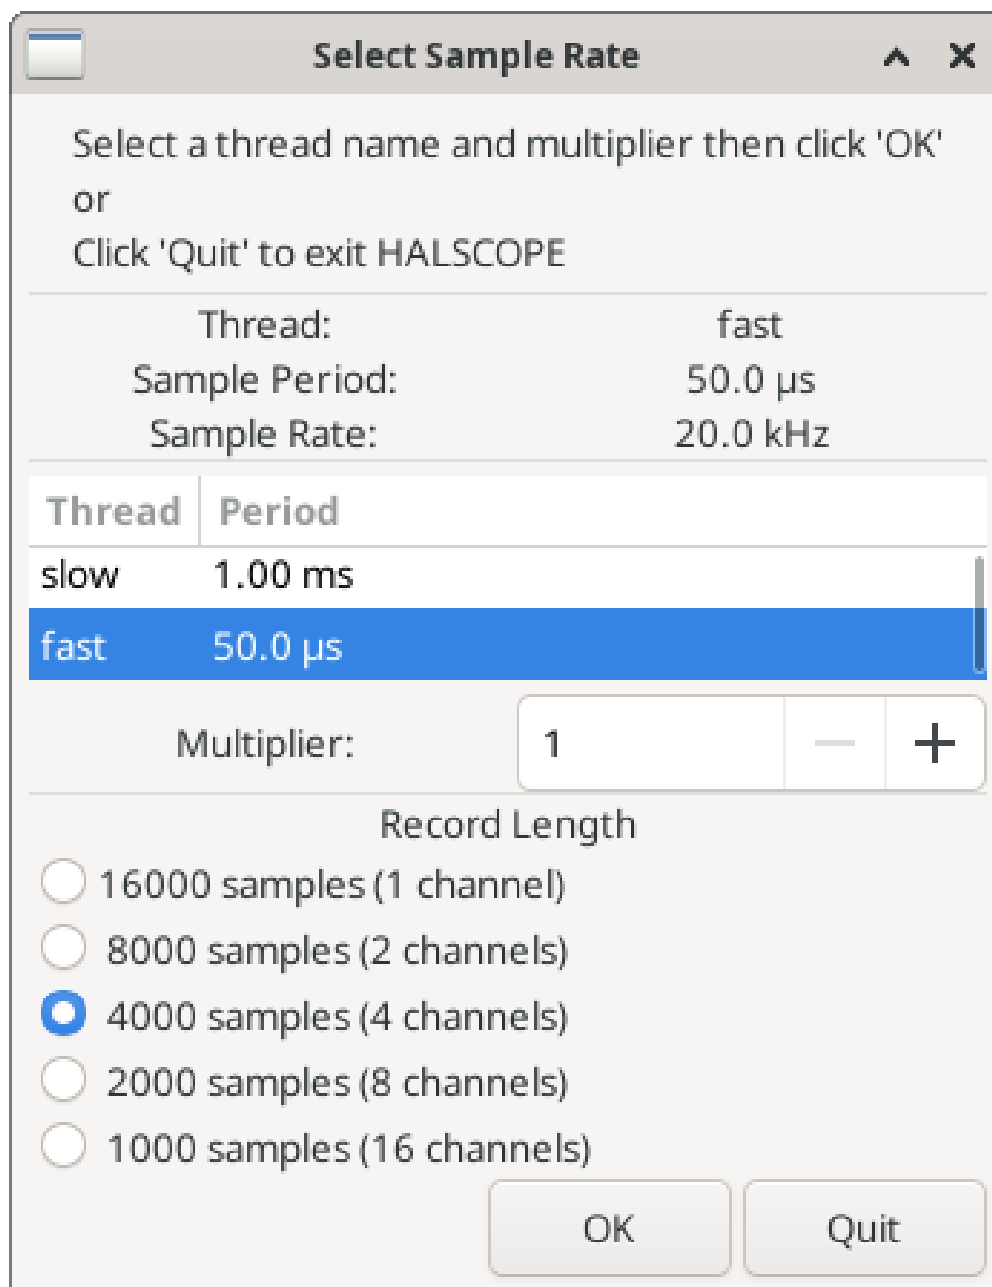 Select Sample Rate
Select a thread name and multiplier then click 'OK'
or
Click 'Quit' to exit HALSCOPE
Thread: fast
Sample Period: 50.0 µs
Sample Rate: 20.0 kHz
Thread Period
slow 1.00 ms
fast 50.0 µs
Multiplier: 1
Record Length
16000 samples (1 channel)
8000 samples (2 channels)
4000 samples (4 channels)
2000 samples (8 channels)
1000 samples (16 channels)
OK Quit